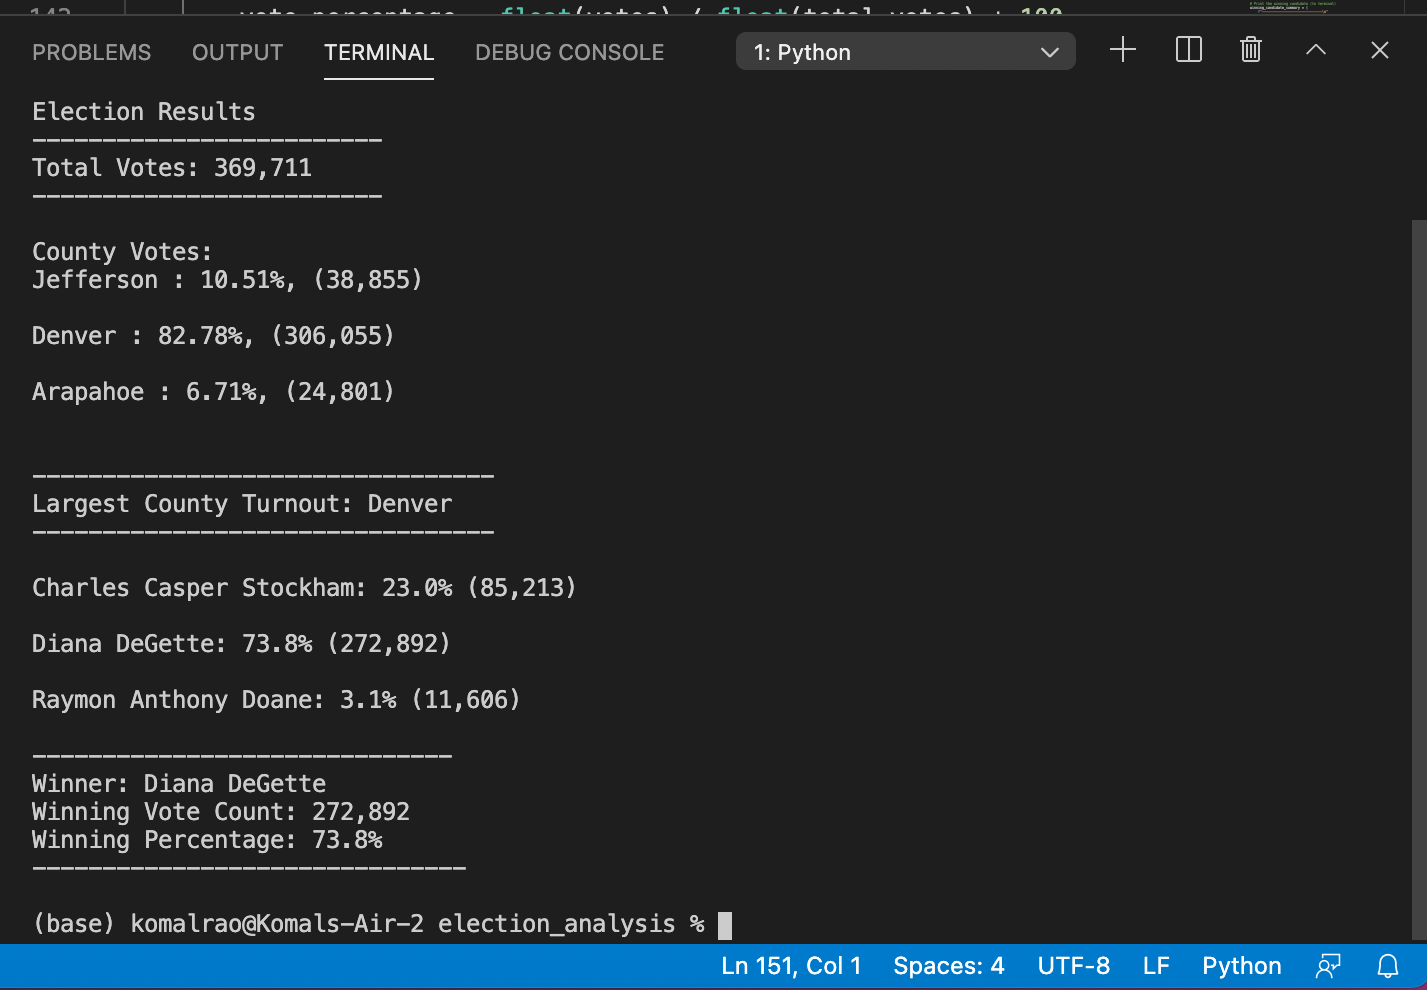 PROBLEMS OUTPUT TERMINAL DEBUG CONSOLE 1: Python
Election Results
-------------------------
Total Votes: 369,711
-------------------------
County Votes:
Jefferson : 10.51%, (38,855)
Denver : 82.78%, (306,055)
Arapahoe : 6.71%, (24,801)
---------------------------------
Largest County Turnout: Denver
---------------------------------
Charles Casper Stockham: 23.0% (85,213)
Diana DeGette: 73.8% (272,892)
Raymon Anthony Doane: 3.1% (11,606)
------------------------------
Winner: Diana DeGette
Winning Vote Count: 272,892
Winning Percentage: 73.8%
-------------------------------
(base) komalrao@Komals-Air-2 election_analysis %
Ln 151, Col 1 Spaces: 4 UTF-8 LF Python